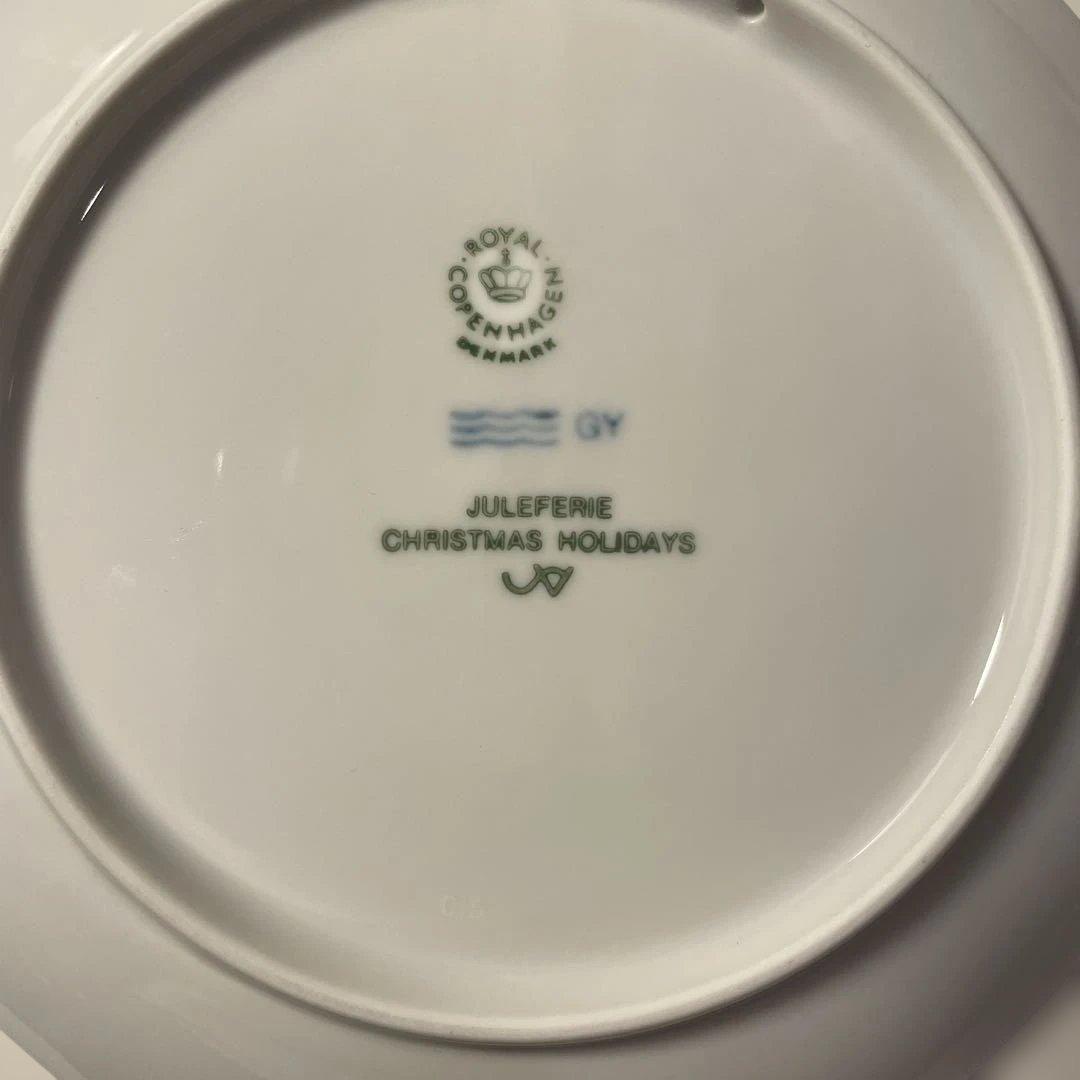 ROYAL
COPENHAGEN
DENMARK
GY
JULEFERIE
CHRISTMAS HOLIDAYS